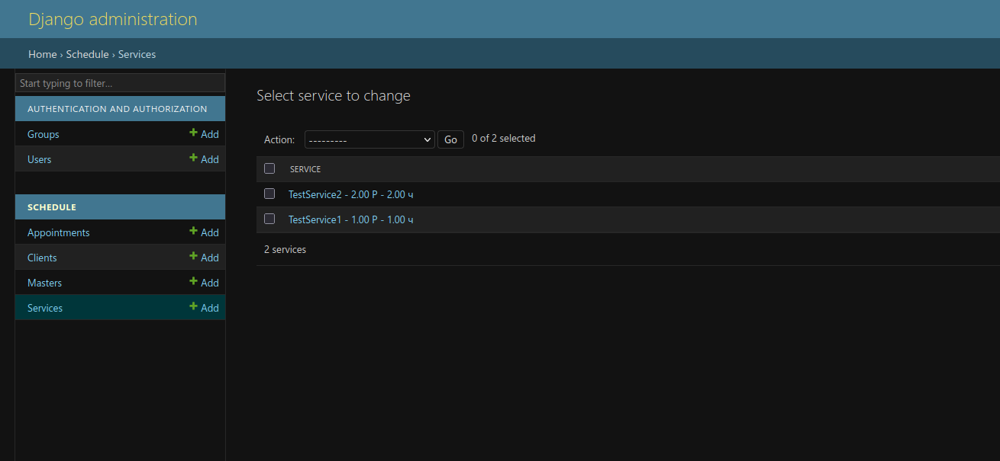 Django administration
Home › Schedule › Services
Start typing to filter...
AUTHENTICATION AND AUTHORIZATION
Groups + Add
Users + Add
SCHEDULE
Appointments + Add
Clients + Add
Masters + Add
Services + Add
Select service to change
Action: --------- Go 0 of 2 selected
SERVICE
TestService2 - 2.00 Р - 2.00 ч
TestService1 - 1.00 Р - 1.00 ч
2 services